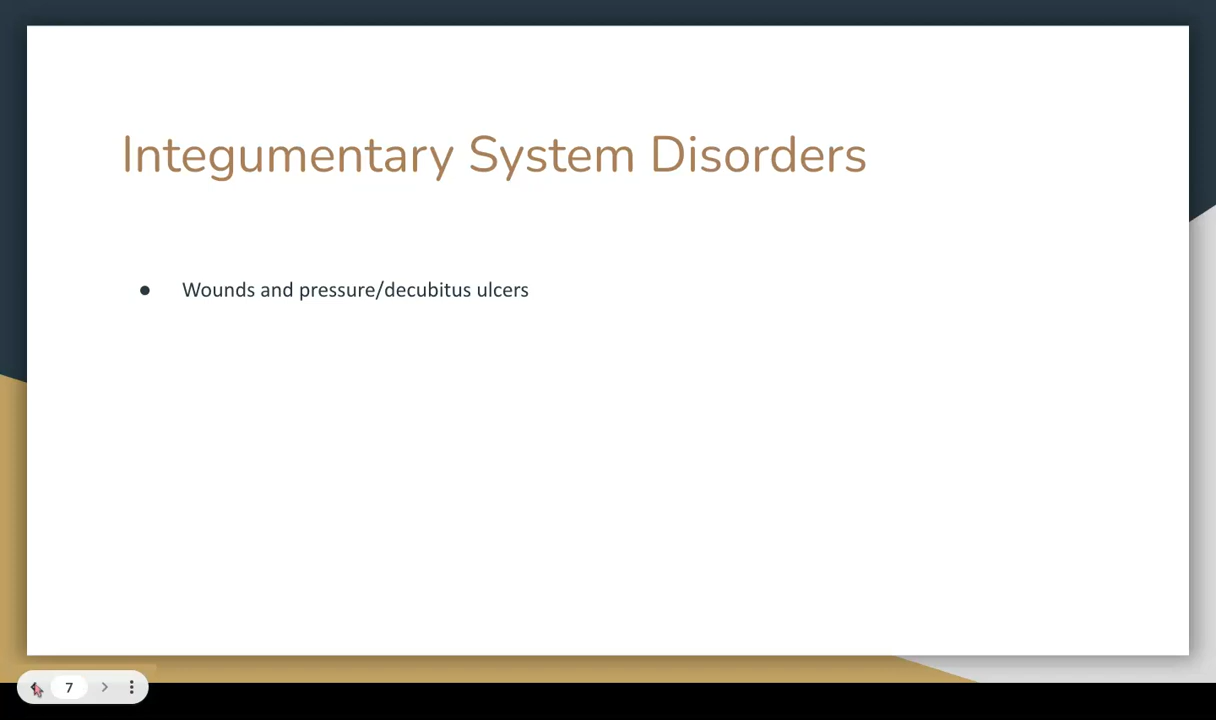 Integumentary System Disorders
● Wounds and pressure/decubitus ulcers
7